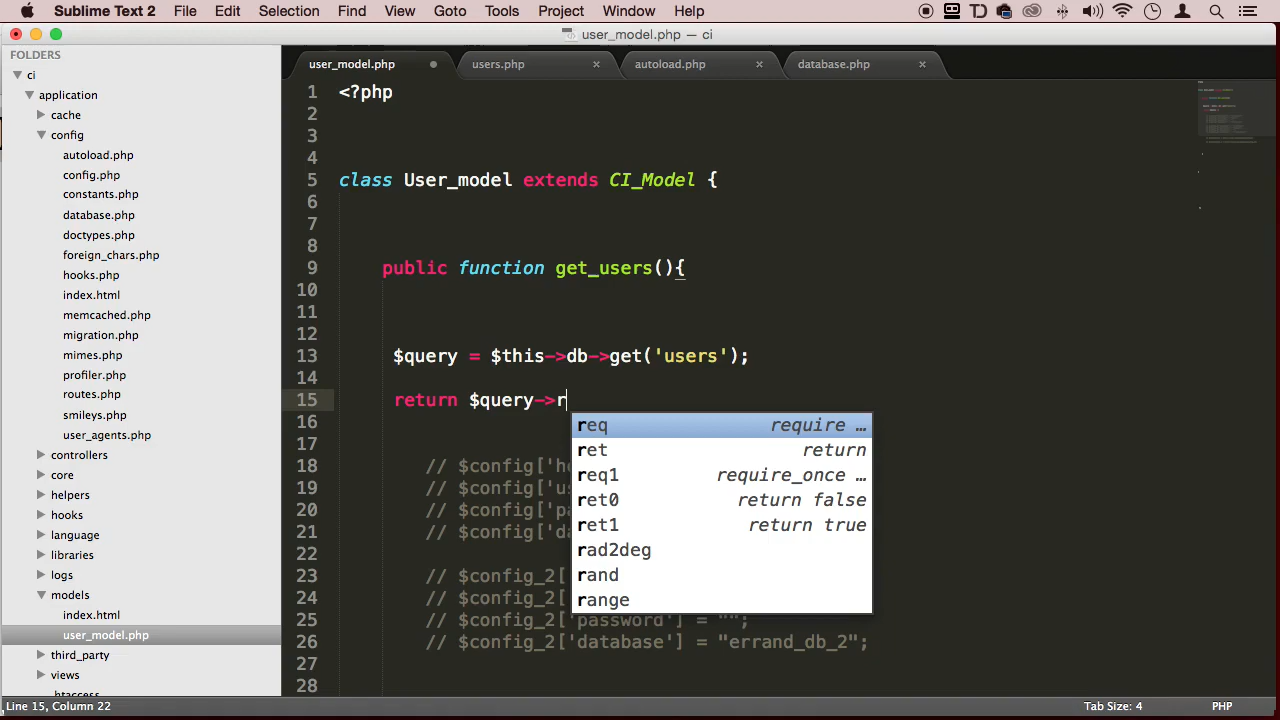 Sublime Text 2 File Edit Selection Find View Goto Tools Project Window Help
user_model.php — ci
FOLDERS
ci
application
cache
config
autoload.php
config.php
constants.php
database.php
doctypes.php
foreign_chars.php
hooks.php
index.html
memcached.php
migration.php
mimes.php
profiler.php
routes.php
smileys.php
user_agents.php
controllers
core
helpers
hooks
language
libraries
logs
models
index.html
user_model.php
third_party
views
.htaccess
user_model.php users.php autoload.php database.php
1 <?php
2
3
4
5 class User_model extends CI_Model {
6
7
8
9 public function get_users(){
10
11
12
13 $query = $this->db->get('users');
14
15 return $query->r
16
17
18 // $config['h
19 // $config['u
20 // $config['p
21 // $config['d
22
23 // $config_2[
24 // $config_2[
25 // $config_2['password'] = "";
26 // $config_2['database'] = "errand_db_2";
27
28
req require …
ret return
req1 require_once …
ret0 return false
ret1 return true
rad2deg
rand
range
Line 15, Column 22 Tab Size: 4 PHP